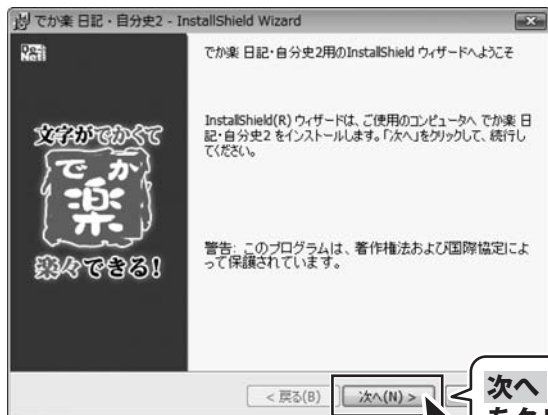 でか楽 日記・自分史2 - InstallShield Wizard
でか楽 日記・自分史2用のInstallShield ウィザードへようこそ
InstallShield(R) ウィザードは、ご使用のコンピュータへ でか楽 日
記・自分史2 をインストールします。「次へ」をクリックして、続行し
てください。
警告: このプログラムは、著作権法および国際協定によ
って保護されています。
文字がでかくて
でか
楽
楽々できる!
< 戻る(B)
次へ(N) >
次へ